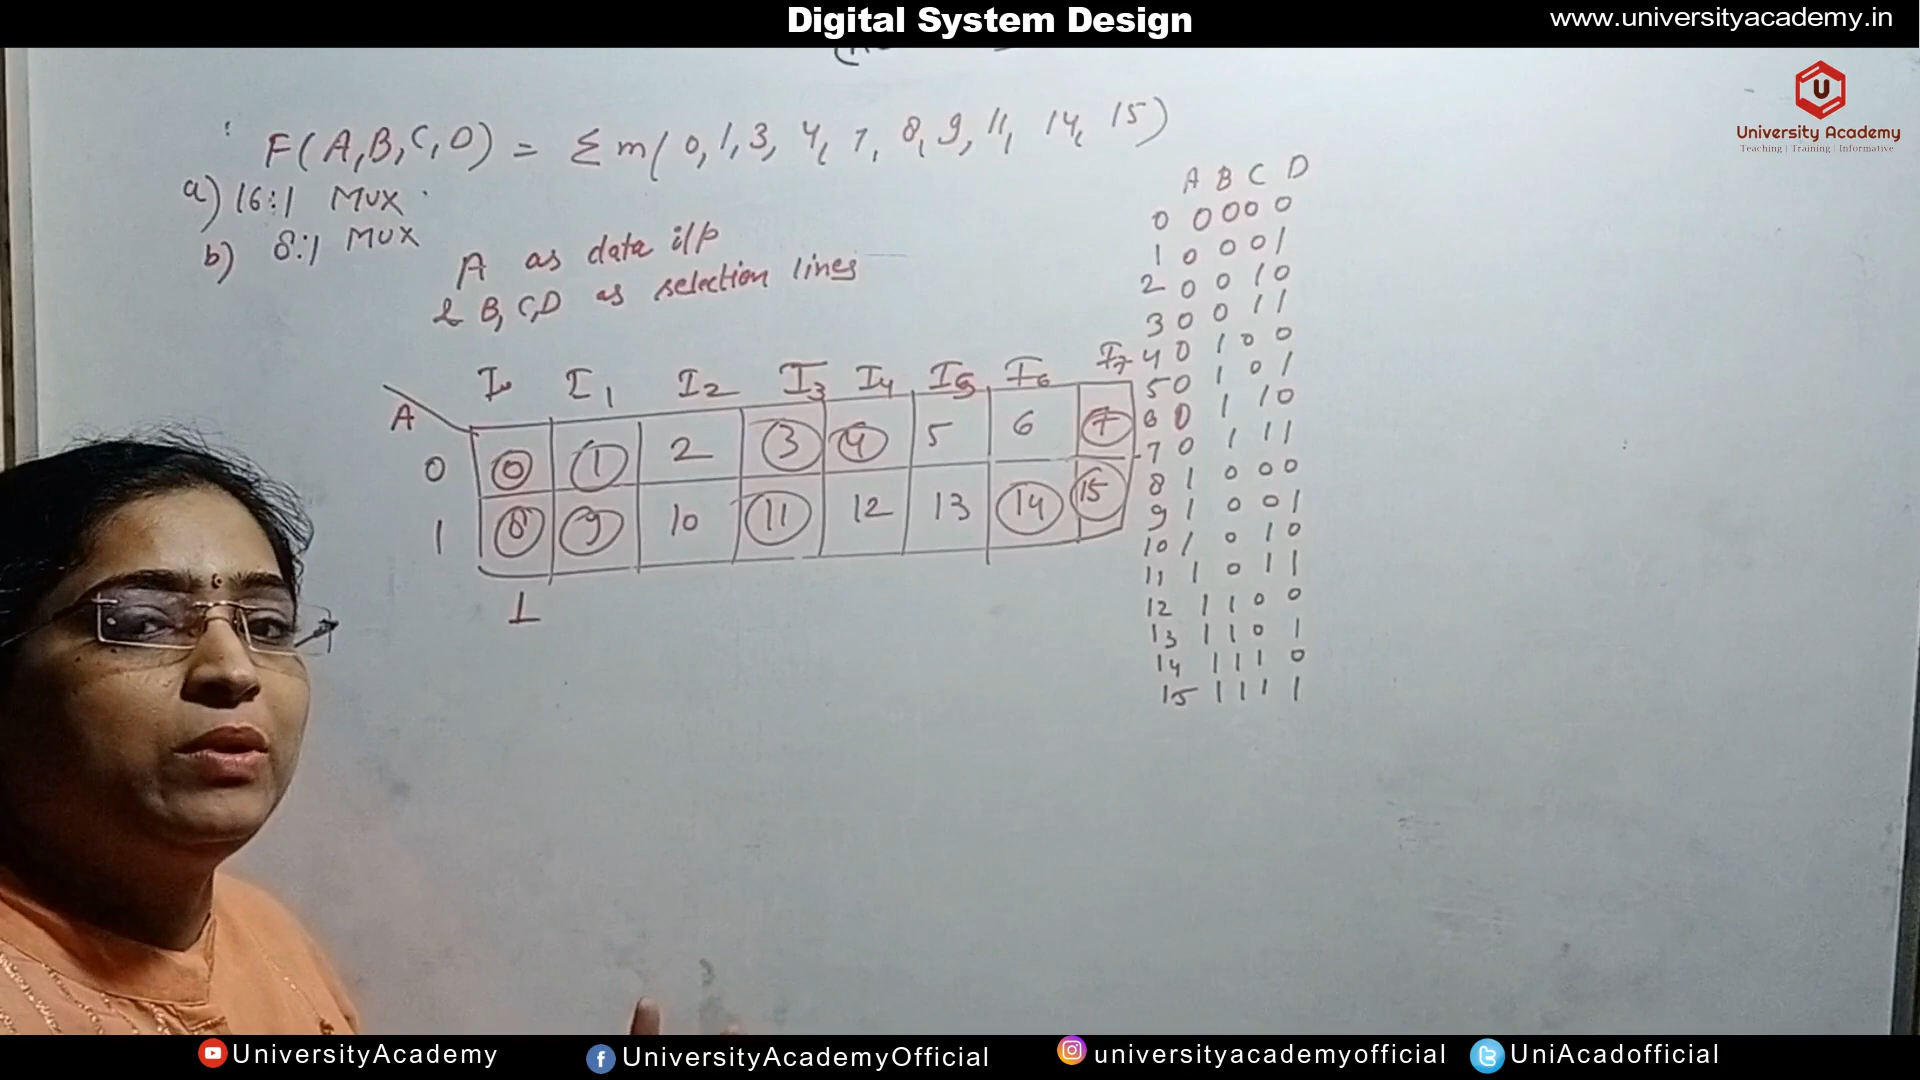 Digital System Design
www.universityacademy.in
U
University Academy
Teaching | Training | Informative
F(A,B,C,D) = Σ m( 0, 1, 3, 4, 7, 8, 9, 11, 14, 15)
a) 16:1 MUX
b) 8:1 MUX
A as data i/p
& B, C, D as selection lines
I0 I1 I2 I3 I4 I5 I6 I7
A
0 0 1 2 3 4 5 6 7
1 8 9 10 11 12 13 14 15
1
A B C D
0 0 0 0 0
1 0 0 0 1
2 0 0 1 0
3 0 0 1 1
4 0 1 0 0
5 0 1 0 1
6 0 1 1 0
7 0 1 1 1
8 1 0 0 0
9 1 0 0 1
10 1 0 1 0
11 1 0 1 1
12 1 1 0 0
13 1 1 0 1
14 1 1 1 0
15 1 1 1 1
UniversityAcademy
UniversityAcademyOfficial
universityacademyofficial
UniAcadofficial